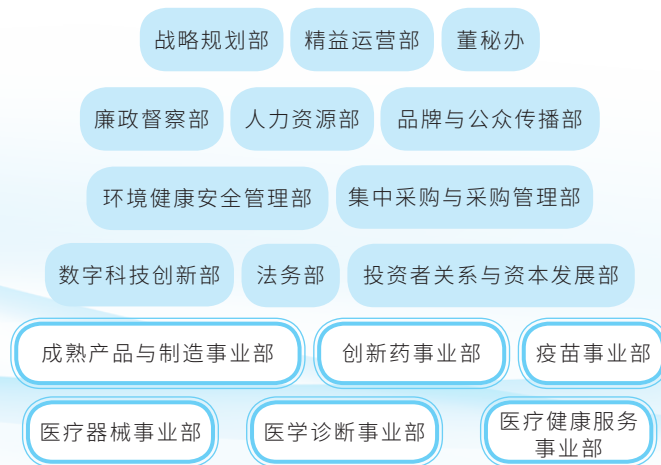 战略规划部 精益运营部 董秘办
廉政督察部 人力资源部 品牌与公众传播部
环境健康安全管理部 集中采购与采购管理部
数字科技创新部 法务部 投资者关系与资本发展部
成熟产品与制造事业部 创新药事业部 疫苗事业部
医疗器械事业部 医学诊断事业部 医疗健康服务
事业部